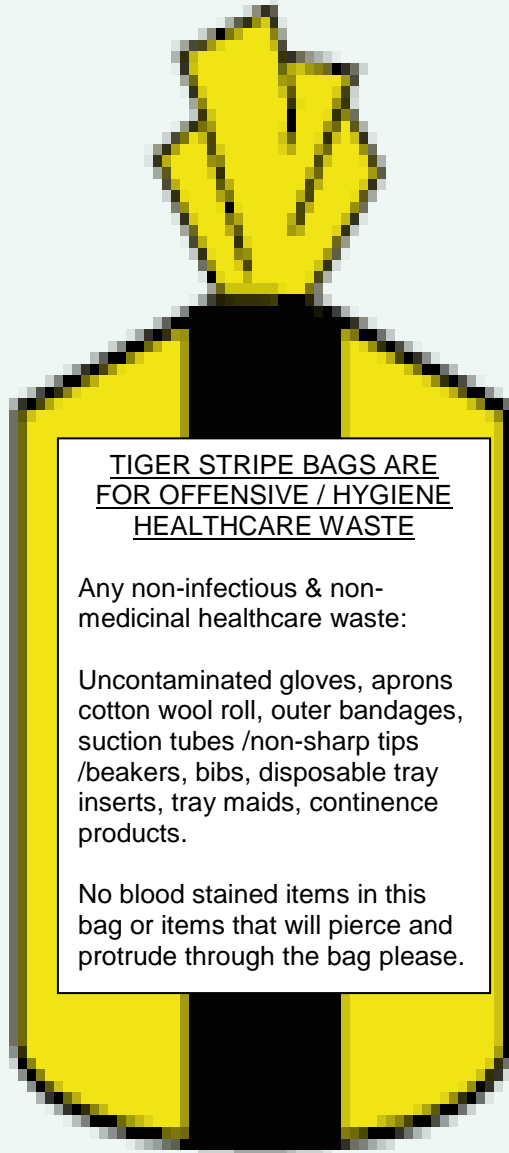 TIGER STRIPE BAGS ARE
FOR OFFENSIVE / HYGIENE
HEALTHCARE WASTE
Any non-infectious & non-
medicinal healthcare waste:
Uncontaminated gloves, aprons
cotton wool roll, outer bandages,
suction tubes /non-sharp tips
/beakers, bibs, disposable tray
inserts, tray maids, continence
products.
No blood stained items in this
bag or items that will pierce and
protrude through the bag please.